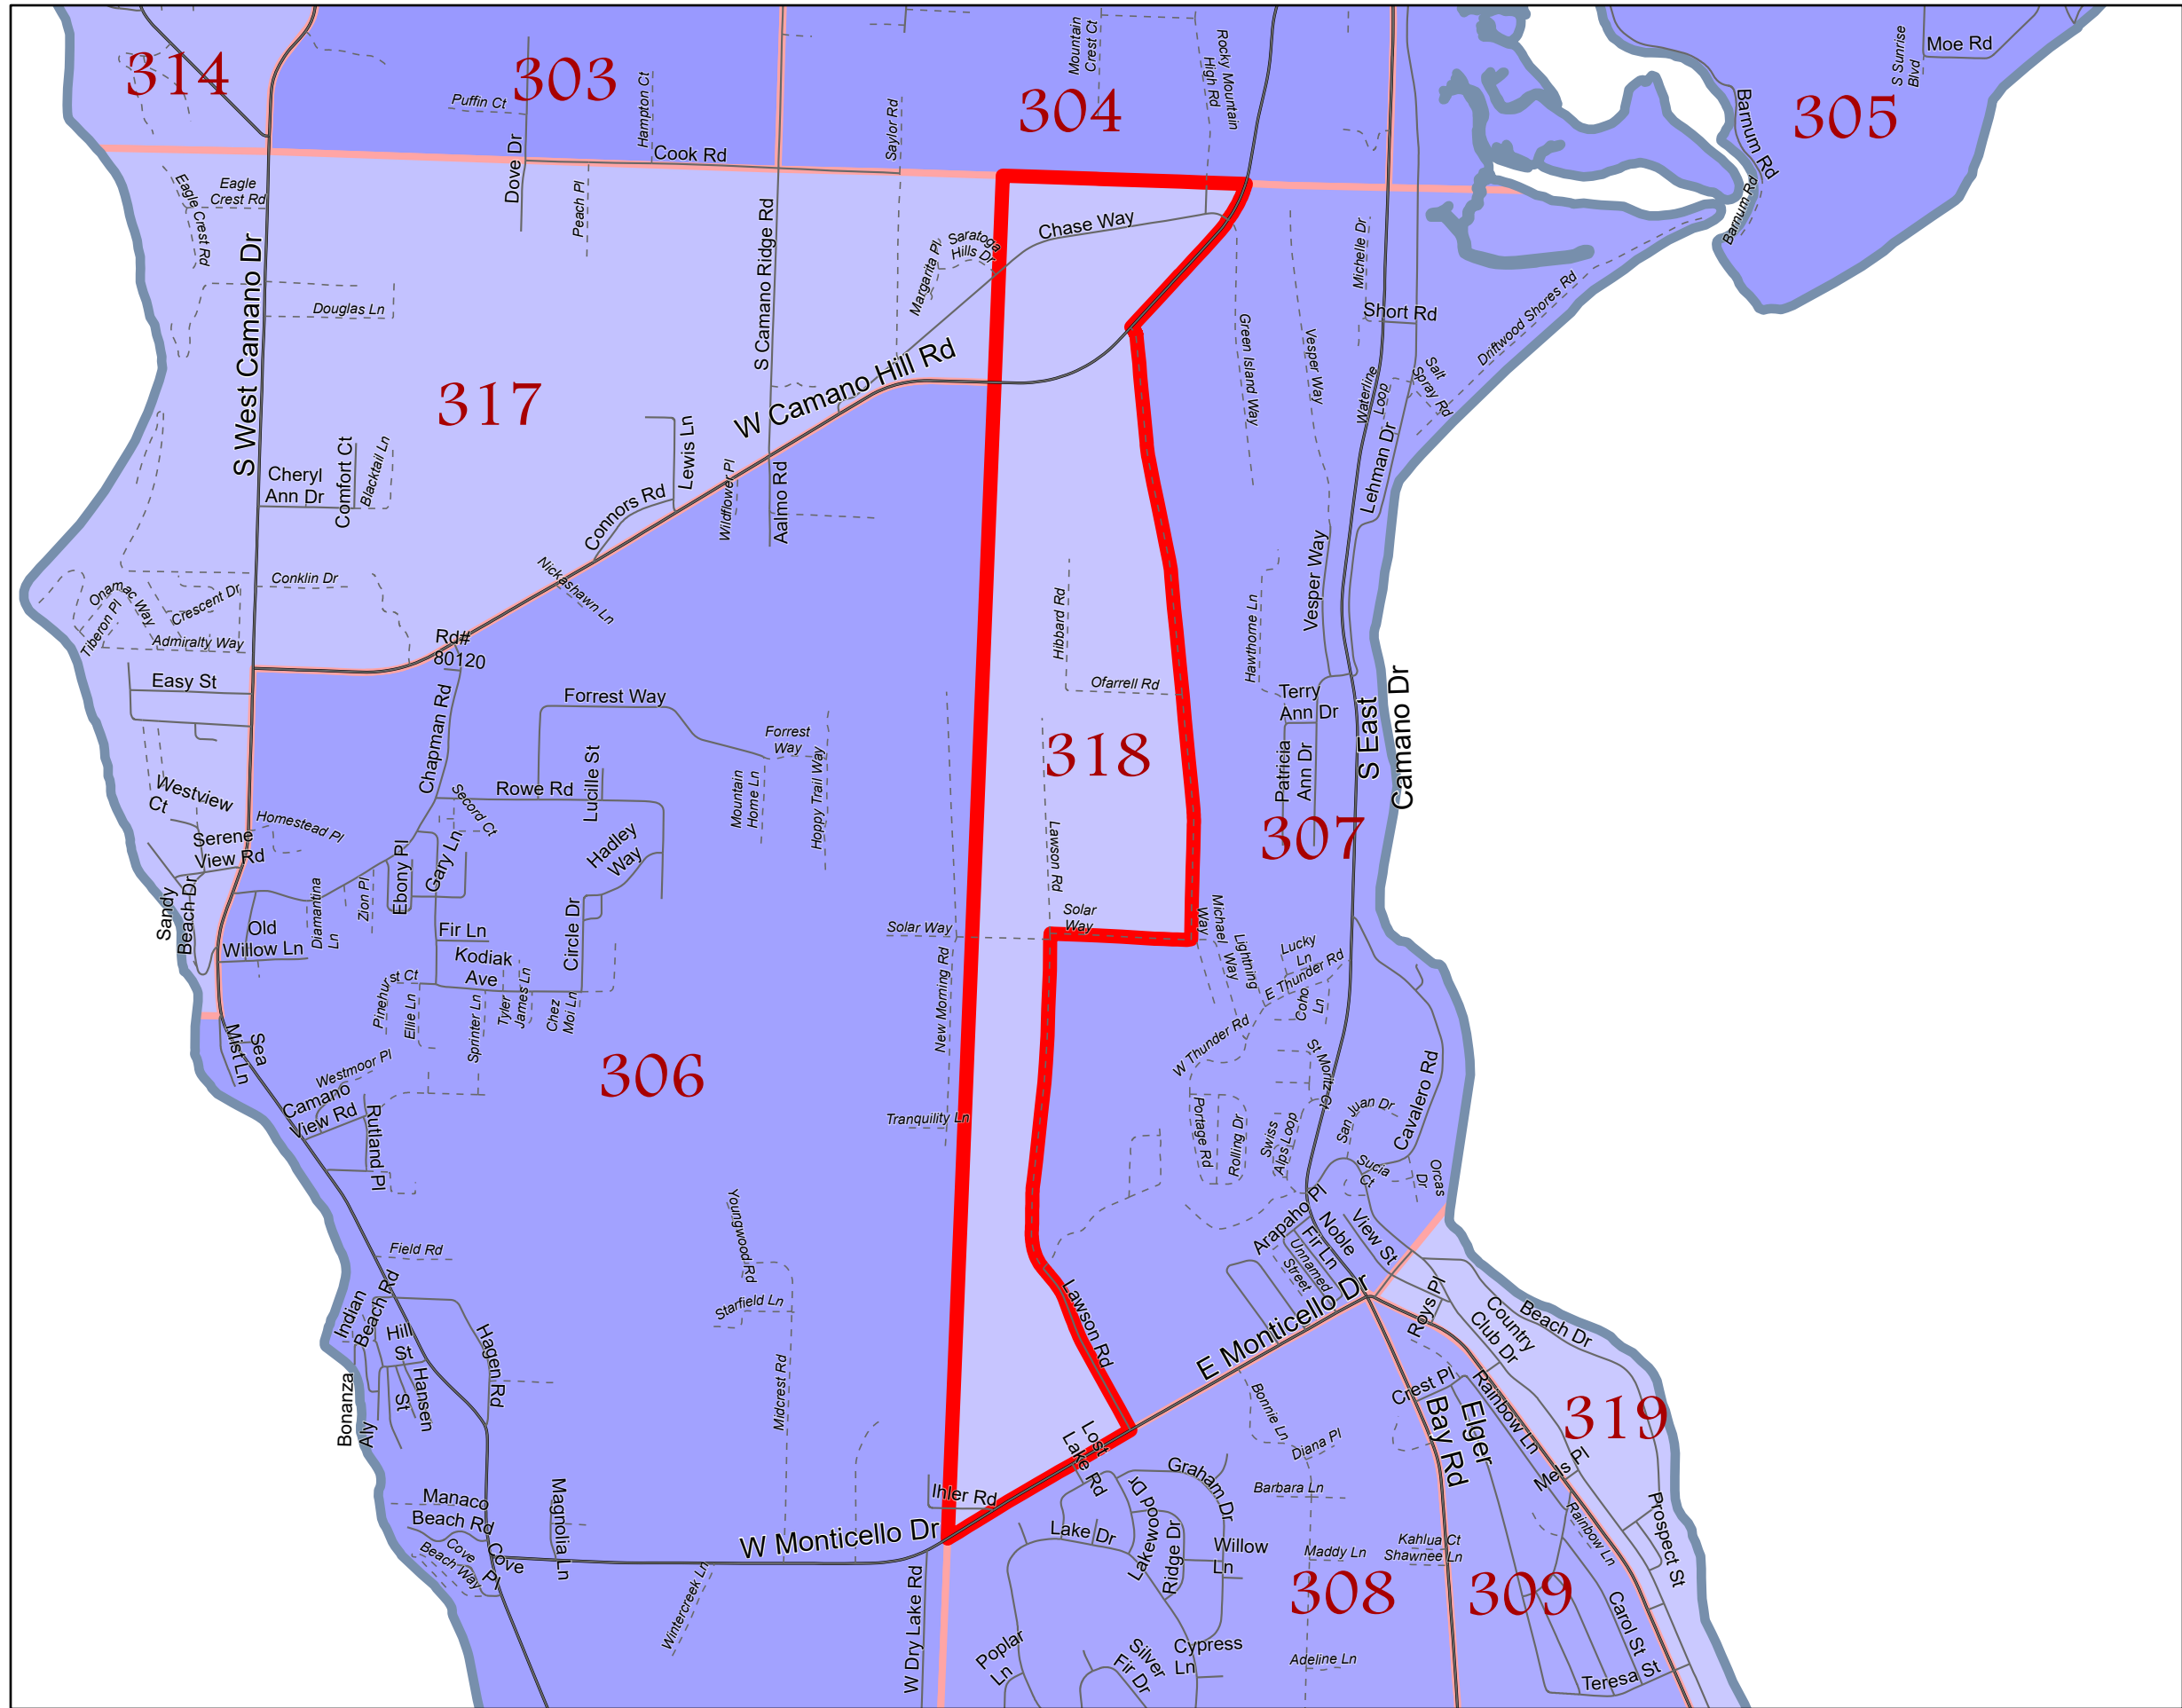 314
303
304
305
Puffin Ct
Hampton Ct
Dove Dr
Cook Rd
Saylor Rd
Mountain
Crest Ct
Rocky Mountain
High Rd
S Sunrise
Blvd
Moe Rd
Barnum Rd
Barnum Rd
Eagle
Crest Rd
Eagle Crest Rd
Peach Pl
S Camano Ridge Rd
Margarita Pl
Saratoga
Hills Dr
Chase Way
Michelle Dr
Short Rd
Driftwood Shores Rd
Douglas Ln
S West Camano Dr
317
W Camano Hill Rd
Green Island Way
Vesper Way
Waterline
Loop
Salt
Spray Rd
Lehman Dr
Cheryl
Ann Dr
Comfort Ct
Blacktail Ln
Lewis Ln
Connors Rd
Wildflower Pl
Aalmo Rd
Nickashawn Ln
Conklin Dr
Onamac Way
Tiberon Pl
Crescent Dr
Admiralty Way
Rd#
80120
Hibbard Rd
Ofarrell Rd
Hawthorne Ln
Vesper Way
Easy St
Chapman Rd
Forrest Way
Forrest
Way
Mountain
Home Ln
Hoppy Trail Way
318
Terry
Ann Dr
Patricia
Ann Dr
S East
Camano Dr
307
Westview
Ct
Homestead Pl
Serene
View Rd
Sandy
Beach Dr
Secord Ct
Rowe Rd
Lucille St
Hadley
Way
Ebony Pl
Gary Ln
Zion Pl
Diamantina
Ln
Old
Willow Ln
Fir Ln
Kodiak
Ave
Circle Dr
Lawson Rd
Solar Way
Solar
Way
Michael
Way
Lightning
Way
Lucky
Ln
E Thunder Rd
Coho
Ln
W Thunder Rd
New Morning Rd
Pinehurst Ct
Ellie Ln
Sprinter Ln
Tyler
James Ln
Chez
Moi Ln
Sea
Mist Ln
Westmoor Pl
Camano
View Rd
Rutland Pl
306
Tranquility Ln
St Moritz Ct
Portage Rd
Rolling Dr
Swiss
Alps Loop
San Juan Dr
Cavalero Rd
Sucia
Ct
Orcas
Dr
Arapaho Pl
Noble
Fir Ln
Unnamed
Street
View St
Youngwood Rd
Starfield Ln
Midcrest Rd
Field Rd
Indian
Beach Rd
Hill
St
Hansen
St
Hagen Rd
Bonanza
Aly
Lawson Rd
E Monticello Dr
Roys Pl
Country
Club Dr
Beach Dr
Crest Pl
Rainbow Ln
319
Elger
Bay Rd
Mels Pl
Rainbow Ln
Prospect St
Bonnie Ln
Diana Pl
Barbara Ln
Lost
Lake Rd
Graham Dr
Ihler Rd
W Monticello Dr
Lake Dr
Lakewood Dr
Ridge Dr
Willow
Ln
Maddy Ln
Kahlua Ct
Shawnee Ln
Manaco
Beach Rd
Cove
Beach Way
Cove
Pl
Magnolia Ln
Wintercreek Ln
W Dry Lake Rd
308
309
Carol St
Teresa St
Poplar
Ln
Silver
Fir Dr
Cypress
Ln
Adeline Ln